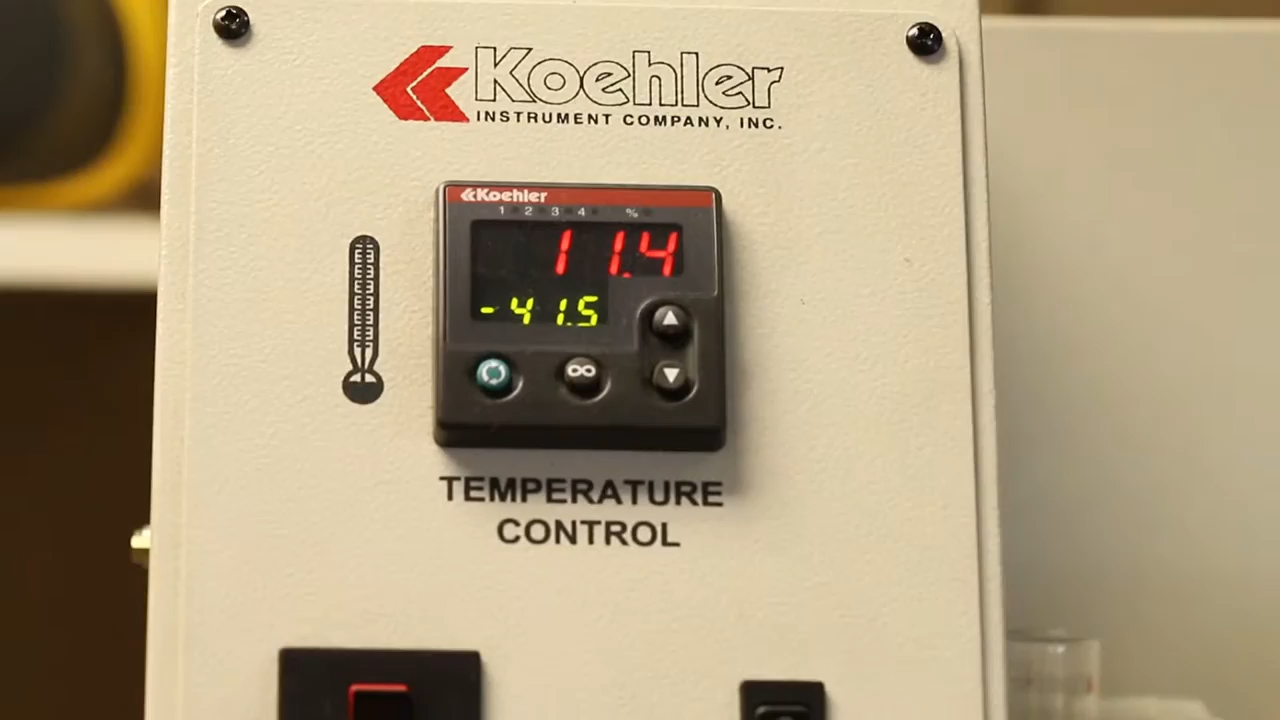 Koehler
INSTRUMENT COMPANY, INC.
Koehler
1 2 3 4 %
11.4
-41.5
TEMPERATURE
CONTROL